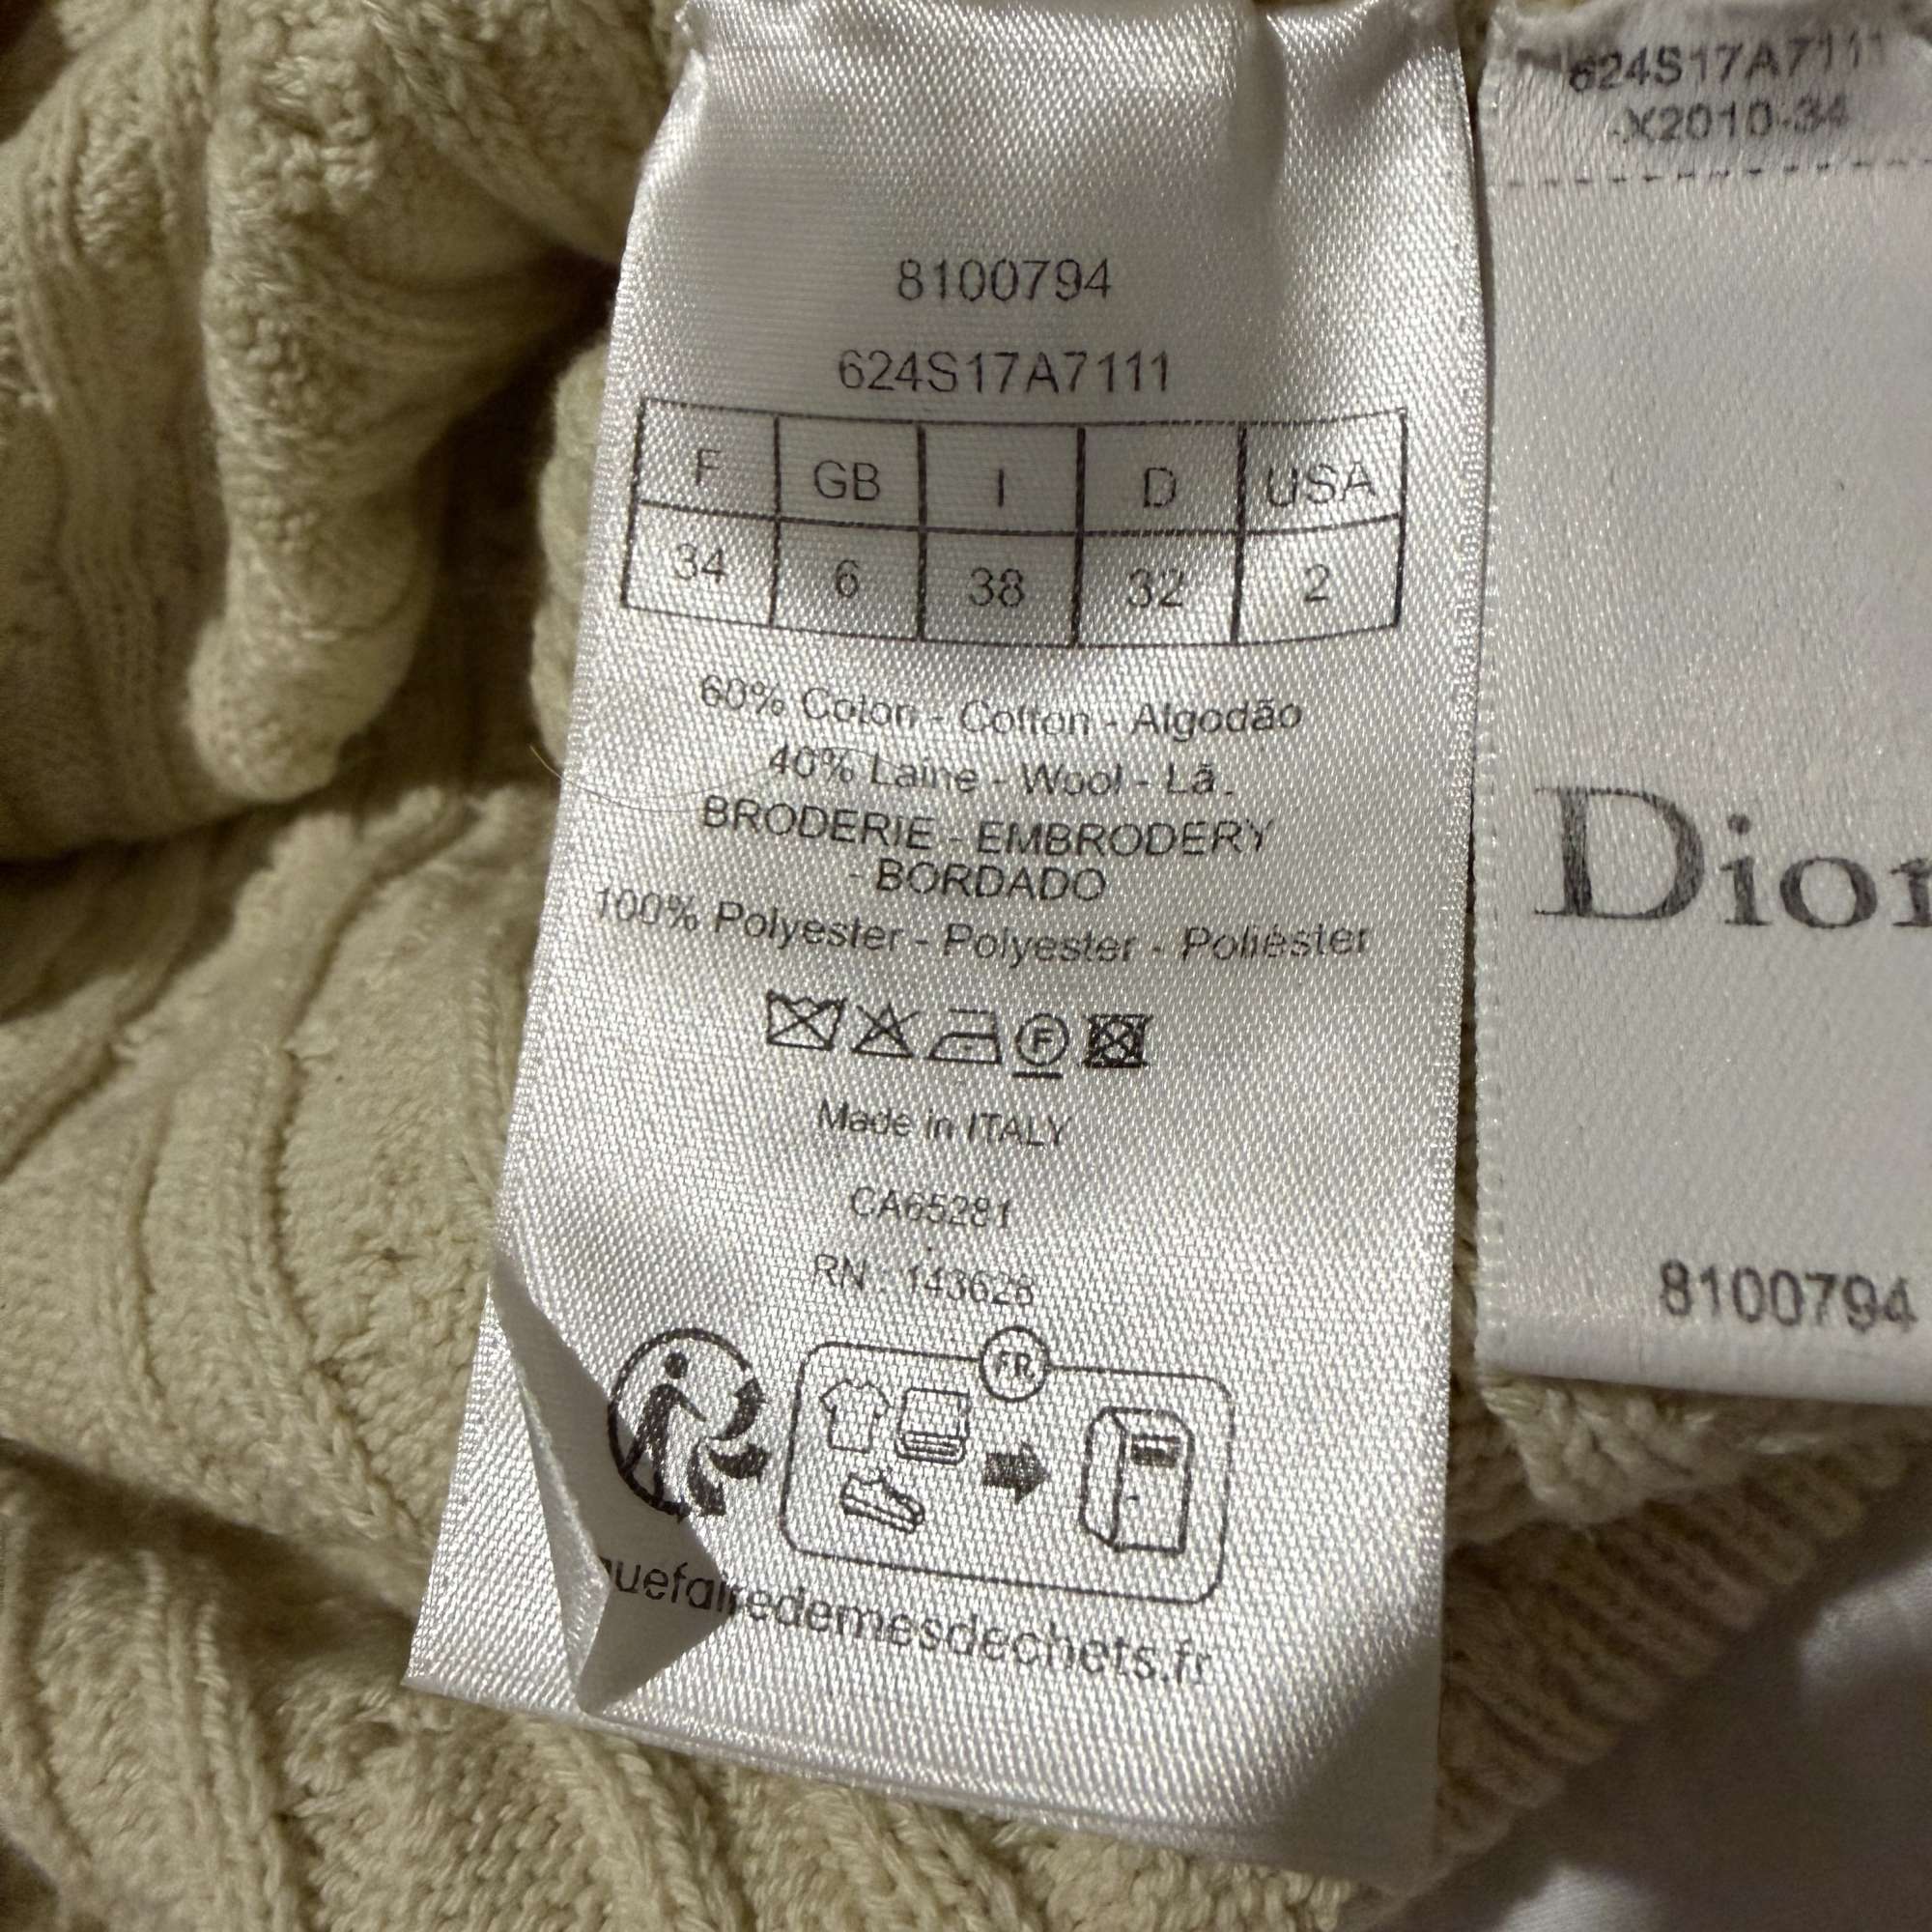 8100794
624S17A7111
F GB I D USA
34 6 38 32 2
60% Coton - Cotton - Algodão
40% Laine - Wool - Lã.
BRODERIE - EMBRODERY
- BORDADO
100% Polyester - Polyester - Poliéster
F
Made in ITALY
CA65281
RN : 143626
FR
quefairedemesdechets.fr
624S17A7111
-X2010-34
Dior
8100794